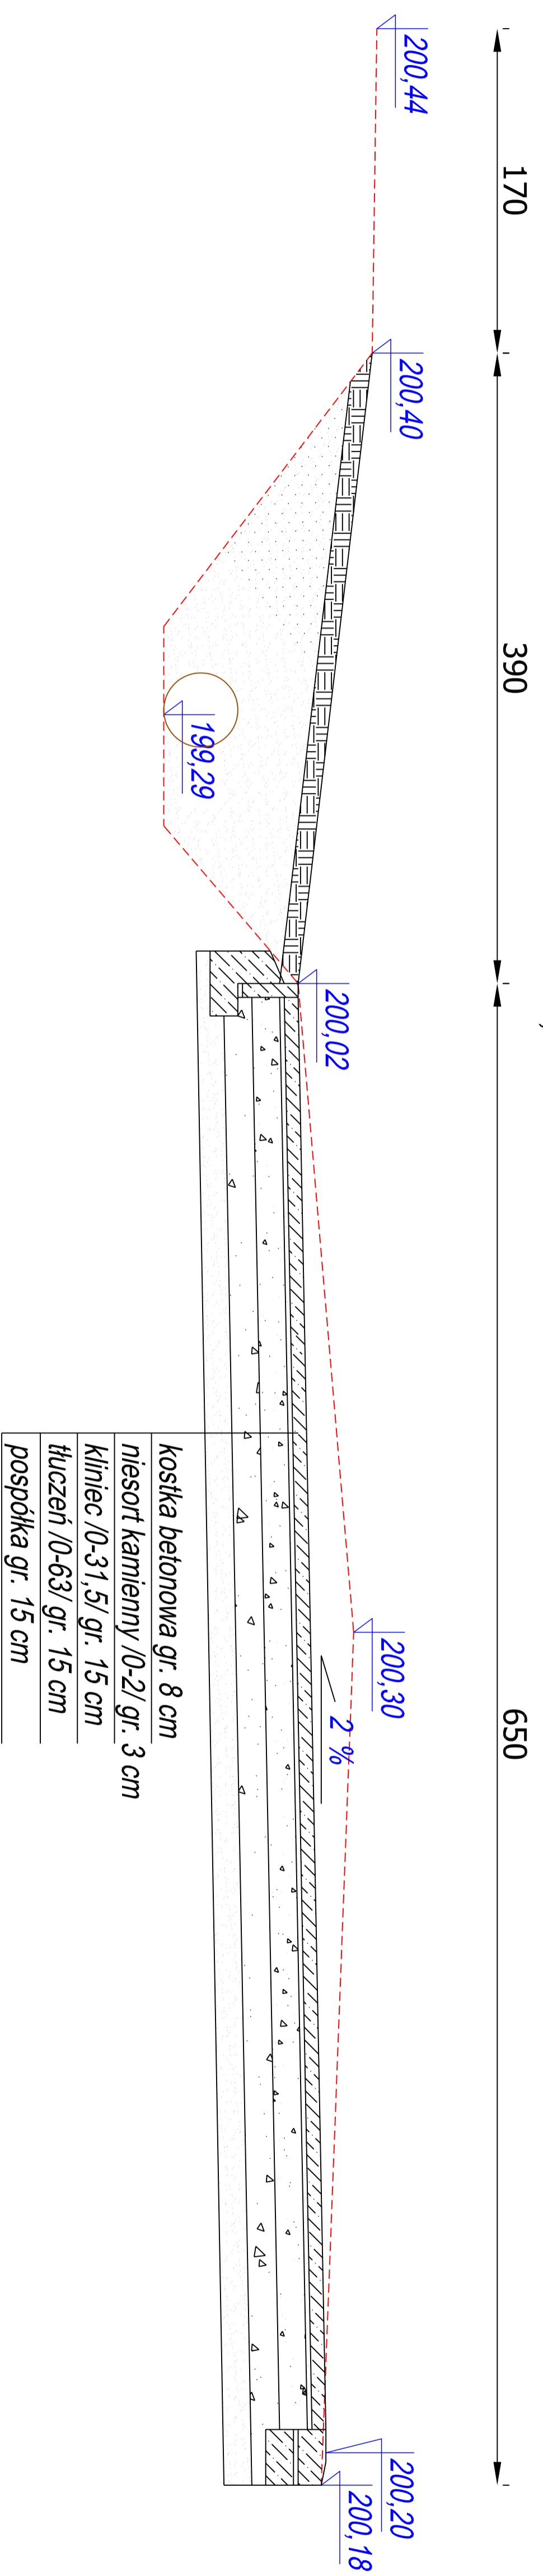 170
390
650
200,44
200,40
199,29
200,02
200,30
2 %
200,20
200,18
kostka betonowa gr. 8 cm
niesort kamienny /0-2/ gr. 3 cm
kliniec /0-31,5/ gr. 15 cm
tłuczeń /0-63/ gr. 15 cm
pospółka gr. 15 cm